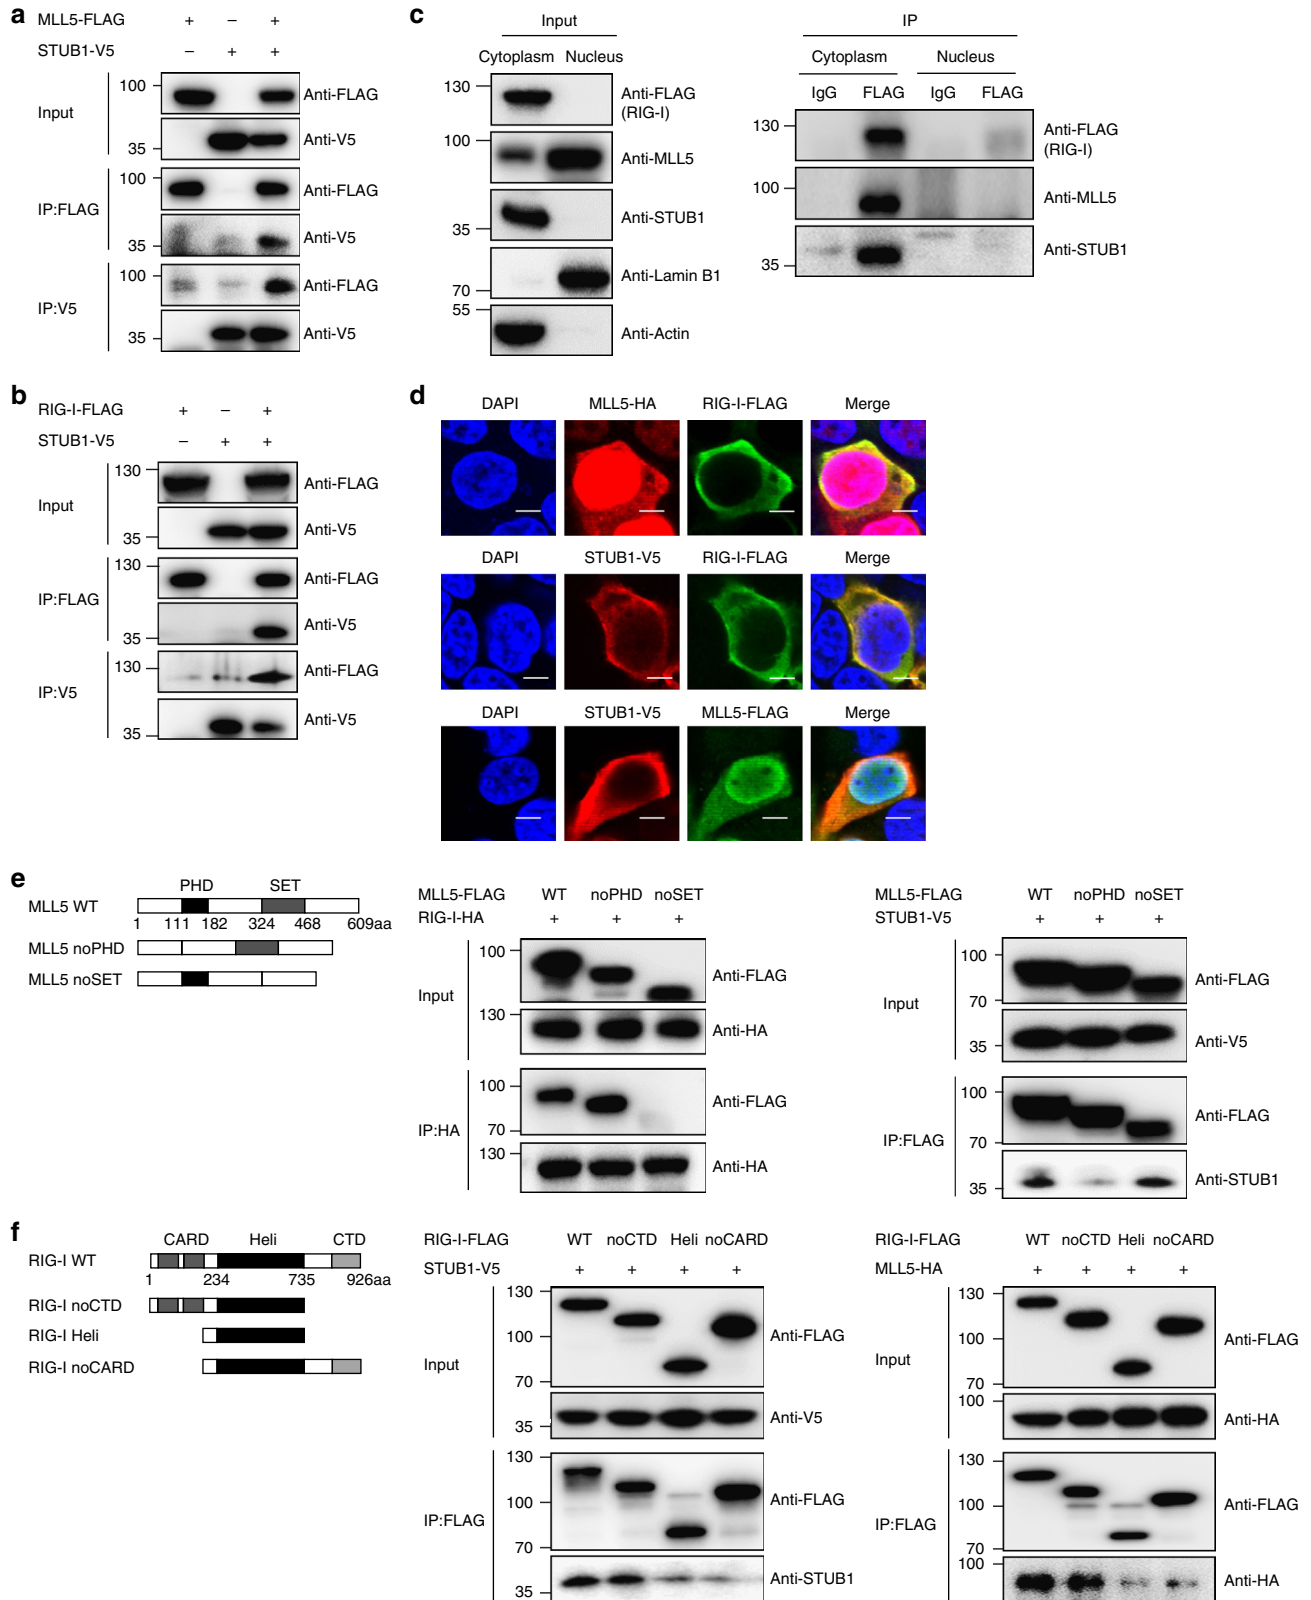 a
MLL5-FLAG + – +
STUB1-V5 – + +
Input
100
Anti-FLAG
35
Anti-V5
IP:FLAG
100
Anti-FLAG
35
Anti-V5
IP:V5
100
Anti-FLAG
35
Anti-V5
b
RIG-I-FLAG + – +
STUB1-V5 – + +
Input
130
Anti-FLAG
35
Anti-V5
IP:FLAG
130
Anti-FLAG
35
Anti-V5
IP:V5
130
Anti-FLAG
35
Anti-V5
c
Input
Cytoplasm Nucleus
130
Anti-FLAG
(RIG-I)
100
Anti-MLL5
35
Anti-STUB1
70
Anti-Lamin B1
55
Anti-Actin
IP
Cytoplasm Nucleus
IgG FLAG IgG FLAG
130
Anti-FLAG
(RIG-I)
100
Anti-MLL5
35
Anti-STUB1
d
DAPI MLL5-HA RIG-I-FLAG Merge
DAPI STUB1-V5 RIG-I-FLAG Merge
DAPI STUB1-V5 MLL5-FLAG Merge
e
PHD SET
MLL5 WT
1 111 182 324 468 609aa
MLL5 noPHD
MLL5 noSET
MLL5-FLAG WT noPHD noSET
RIG-I-HA + + +
Input
100
Anti-FLAG
130
Anti-HA
IP:HA
100
70
Anti-FLAG
130
Anti-HA
MLL5-FLAG WT noPHD noSET
STUB1-V5 + + +
Input
100
70
Anti-FLAG
35
Anti-V5
IP:FLAG
100
70
Anti-FLAG
35
Anti-STUB1
f
CARD Heli CTD
RIG-I WT
1 234 735 926aa
RIG-I noCTD
RIG-I Heli
RIG-I noCARD
RIG-I-FLAG WT noCTD Heli noCARD
STUB1-V5 + + + +
Input
130
100
70
Anti-FLAG
35
Anti-V5
IP:FLAG
130
100
70
Anti-FLAG
35
Anti-STUB1
RIG-I-FLAG WT noCTD Heli noCARD
MLL5-HA + + + +
Input
130
100
70
Anti-FLAG
100
Anti-HA
IP:FLAG
130
100
70
Anti-FLAG
100
Anti-HA